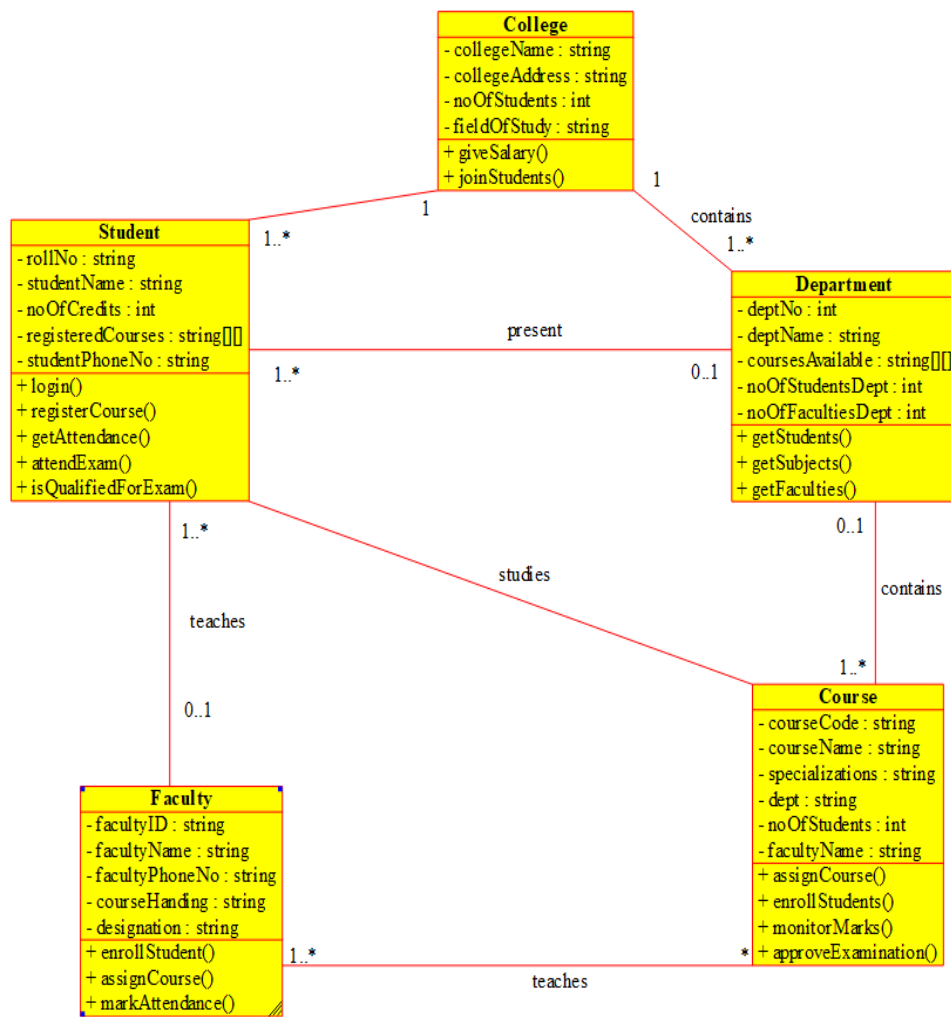 College
- collegeName : string
- collegeAddress : string
- noOfStudents : int
- fieldOfStudy : string
+ giveSalary()
+ joinStudents()
1
1..*
1
contains
1..*
Student
- rollNo : string
- studentName : string
- noOfCredits : int
- registeredCourses : string[][]
- studentPhoneNo : string
+ login()
+ registerCourse()
+ getAttendance()
+ attendExam()
+ isQualifiedForExam()
present
1..*
0..1
Department
- deptNo : int
- deptName : string
- coursesAvailable : string[][]
- noOfStudentsDept : int
- noOfFacultiesDept : int
+ getStudents()
+ getSubjects()
+ getFaculties()
1..*
teaches
0..1
studies
0..1
contains
1..*
Faculty
- facultyID : string
- facultyName : string
- facultyPhoneNo : string
- courseHanding : string
- designation : string
+ enrollStudent()
+ assignCourse()
+ markAttendance()
1..*
teaches
*
Course
- courseCode : string
- courseName : string
- specializations : string
- dept : string
- noOfStudents : int
- facultyName : string
+ assignCourse()
+ enrollStudents()
+ monitorMarks()
+ approveExamination()